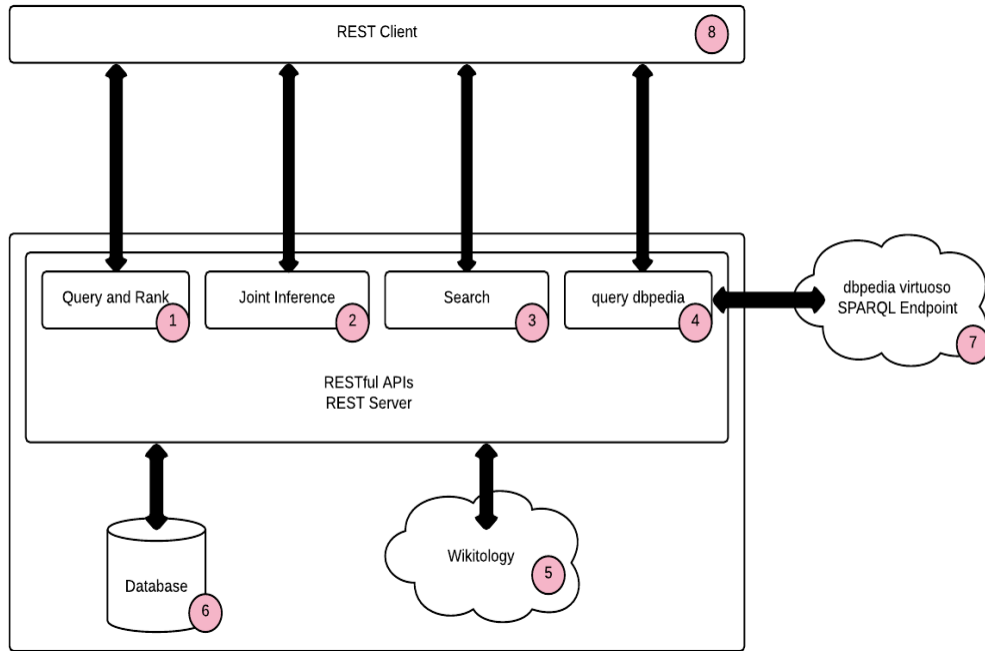 REST Client
8
Query and Rank
1
Joint Inference
2
Search
3
query dbpedia
4
dbpedia virtuoso
SPARQL Endpoint
7
RESTful APIs
REST Server
Database
6
Wikitology
5